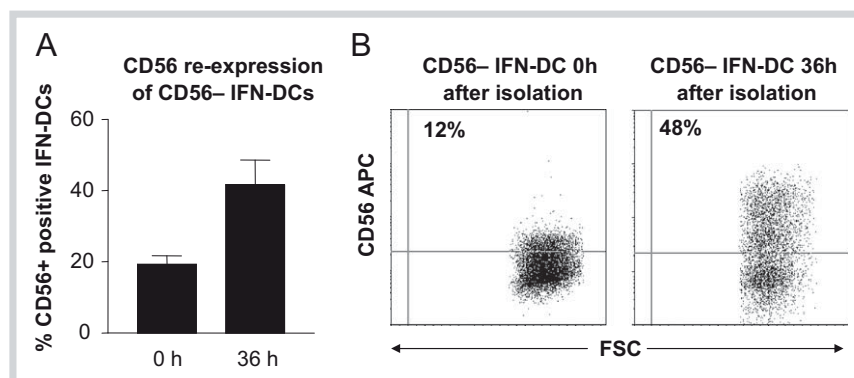 A
CD56 re-expression
of CD56– IFN-DCs
% CD56+ positive IFN-DCs
60
40
20
0
0 h
36 h
B
CD56– IFN-DC 0h
after isolation
CD56– IFN-DC 36h
after isolation
12%
48%
CD56 APC
FSC